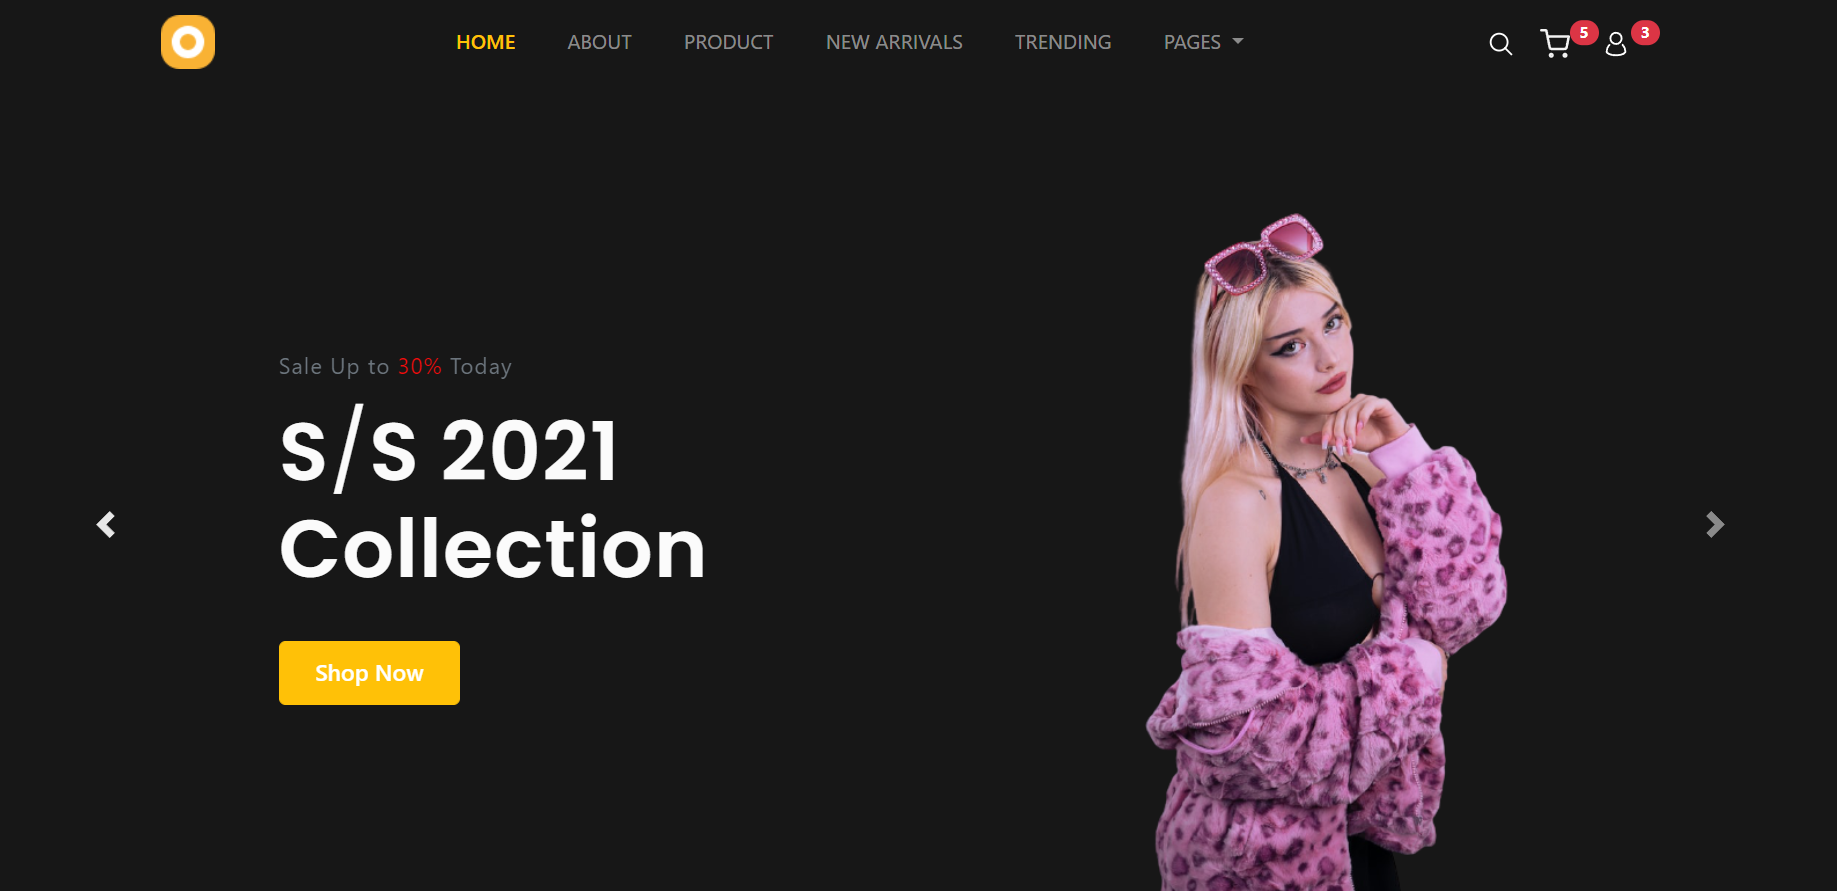 HOME ABOUT PRODUCT NEW ARRIVALS TRENDING PAGES 5 3
Sale Up to 30% Today
S/S 2021
Collection
Shop Now